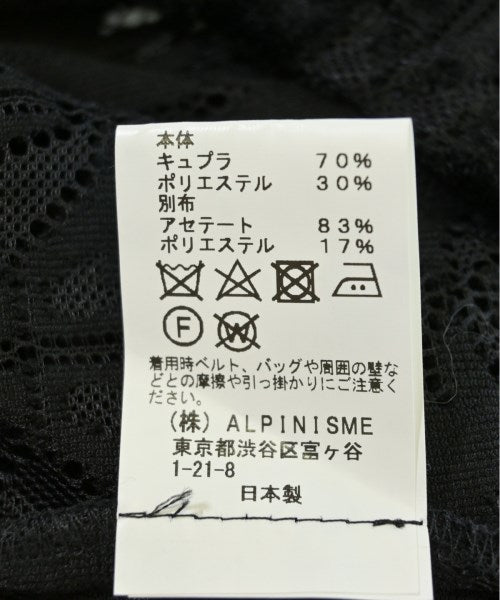 本体
キュプラ 70%
ポリエステル 30%
別布
アセテート 83%
ポリエステル 17%
F W
着用時ベルト、バッグや周囲の壁な
どとの摩擦や引っ掛かりにご注意く
ださい。
(株) ALPINISME
東京都渋谷区富ヶ谷
1-21-8
日本製